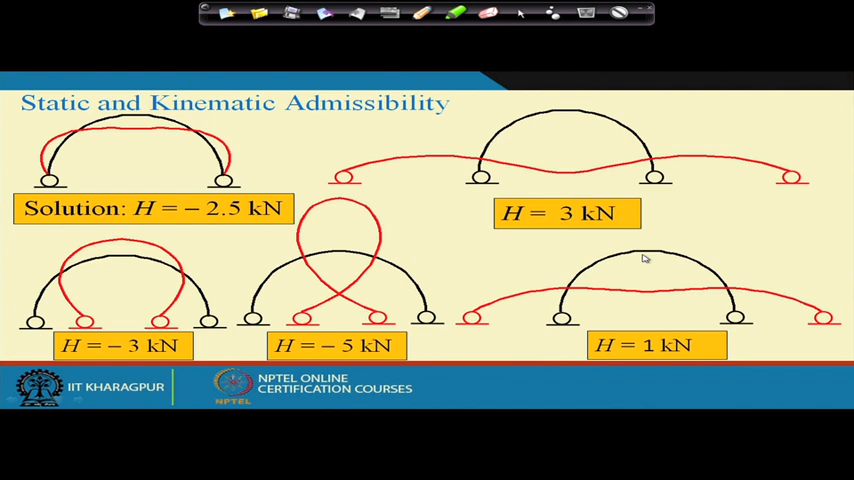 Static and Kinematic Admissibility
Solution: H = – 2.5 kN
H = 3 kN
H = – 3 kN
H = – 5 kN
H = 1 kN
IIT KHARAGPUR
NPTEL
NPTEL ONLINE
CERTIFICATION COURSES